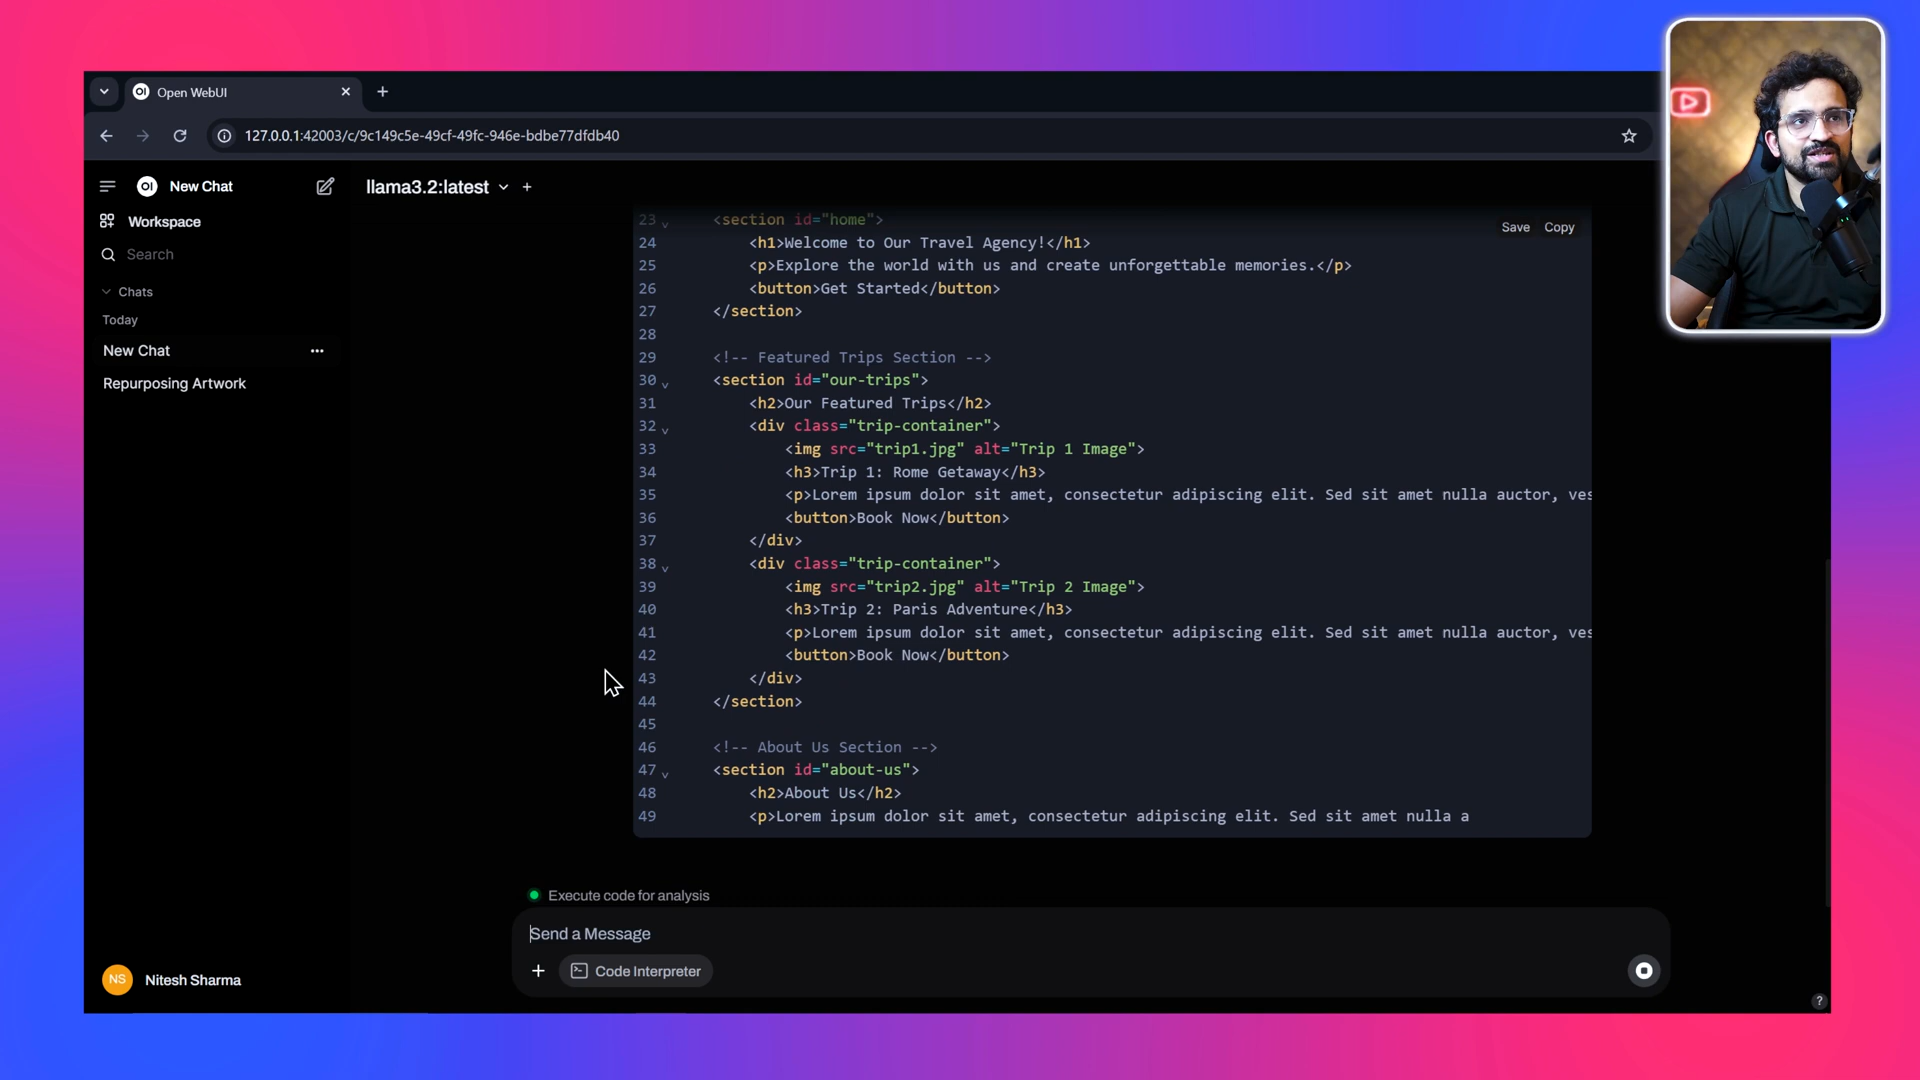 OI Open WebUI
127.0.0.1:42003/c/9c149c5e-49cf-49fc-946e-bdbe77dfdb40
OI New Chat
llama3.2:latest
Workspace
Search
Chats
Today
New Chat
Repurposing Artwork
NS Nitesh Sharma
Save Copy
23 <section id="home">
24 <h1>Welcome to Our Travel Agency!</h1>
25 <p>Explore the world with us and create unforgettable memories.</p>
26 <button>Get Started</button>
27 </section>
28
29 <!-- Featured Trips Section -->
30 <section id="our-trips">
31 <h2>Our Featured Trips</h2>
32 <div class="trip-container">
33 <img src="trip1.jpg" alt="Trip 1 Image">
34 <h3>Trip 1: Rome Getaway</h3>
35 <p>Lorem ipsum dolor sit amet, consectetur adipiscing elit. Sed sit amet nulla auctor, ves
36 <button>Book Now</button>
37 </div>
38 <div class="trip-container">
39 <img src="trip2.jpg" alt="Trip 2 Image">
40 <h3>Trip 2: Paris Adventure</h3>
41 <p>Lorem ipsum dolor sit amet, consectetur adipiscing elit. Sed sit amet nulla auctor, ves
42 <button>Book Now</button>
43 </div>
44 </section>
45
46 <!-- About Us Section -->
47 <section id="about-us">
48 <h2>About Us</h2>
49 <p>Lorem ipsum dolor sit amet, consectetur adipiscing elit. Sed sit amet nulla a
Execute code for analysis
Send a Message
Code Interpreter
?